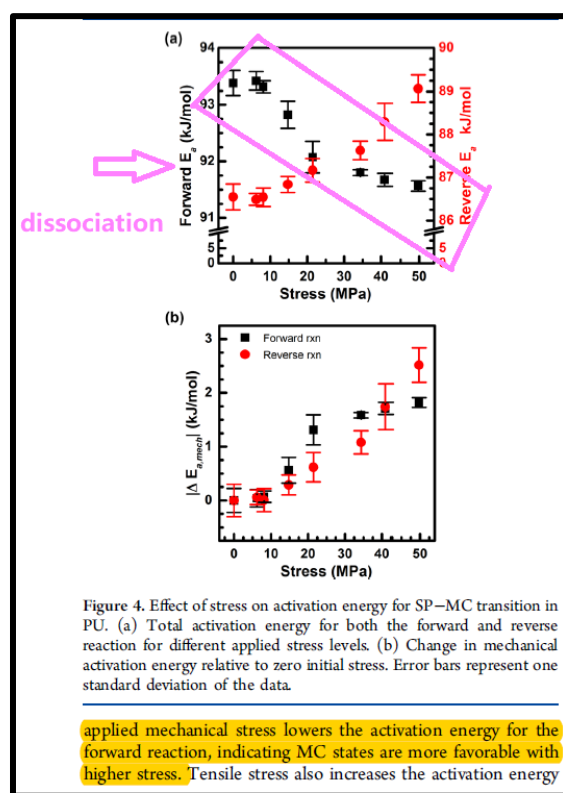 (a)
94
93
92
91
5
0
Forward Ea (kJ/mol)
90
89
88
87
86
5
0
Reverse Ea kJ/mol)
dissociation
0 10 20 30 40 50
Stress (MPa)
(b)
Forward rxn
Reverse rxn
3
2
1
0
|Δ Ea,mech| (kJ/mol)
0 10 20 30 40 50
Stress (MPa)
Figure 4. Effect of stress on activation energy for SP−MC transition in
PU. (a) Total activation energy for both the forward and reverse
reaction for different applied stress levels. (b) Change in mechanical
activation energy relative to zero initial stress. Error bars represent one
standard deviation of the data.
applied mechanical stress lowers the activation energy for the
forward reaction, indicating MC states are more favorable with
higher stress. Tensile stress also increases the activation energy